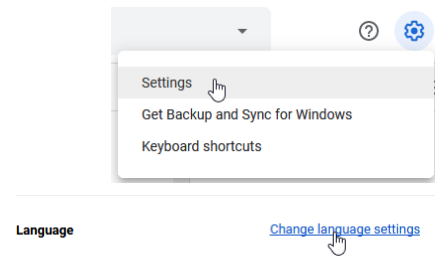 Settings
Get Backup and Sync for Windows
Keyboard shortcuts
Language Change language settings